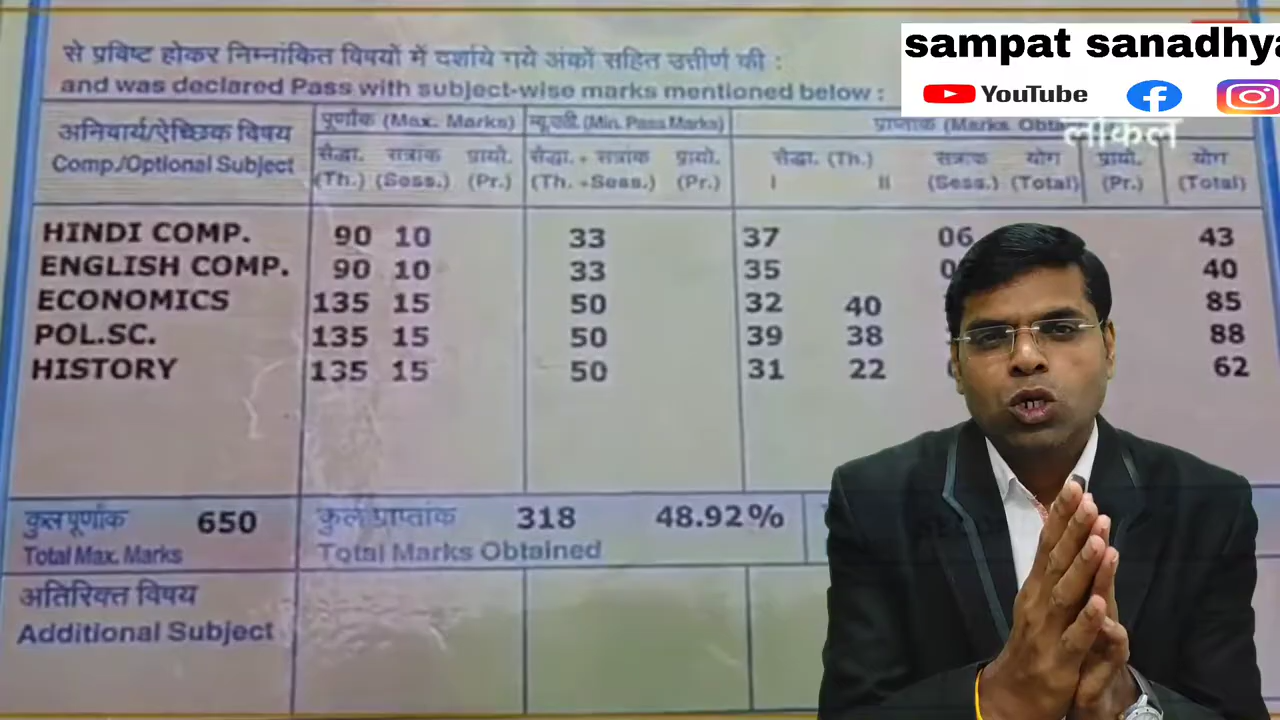 sampat sanadhya
YouTube
लोकल
से प्रविष्ट होकर निम्नांकित विषयों में दर्शाये गये अंकों सहित उत्तीर्ण की :
and was declared Pass with subject-wise marks mentioned below :
अनिवार्य/ऐच्छिक विषय पूर्णांक (Max. Marks) (Min. Pass Marks) प्राप्तांक (Marks
Comp./Optional Subject सैद्धा. सत्रांक प्रायो. सैद्धा. + सत्रांक प्रायो. सैद्धा. (Th.) सत्रांक योग प्रायो. योग
(Th.) (Sess.) (Pr.) (Th. +Sess.) (Pr.) I II (Sess.) (Total) (Pr.) (Total)
HINDI COMP. 90 10 33 37 06 43
ENGLISH COMP. 90 10 33 35 40
ECONOMICS 135 15 50 32 40 85
POL.SC. 135 15 50 39 38 88
HISTORY 135 15 50 31 22 62
कुल पूर्णांक 650 कुल प्राप्तांक 318 48.92%
Total Max. Marks Total Marks Obtained
अतिरिक्त विषय
Additional Subject